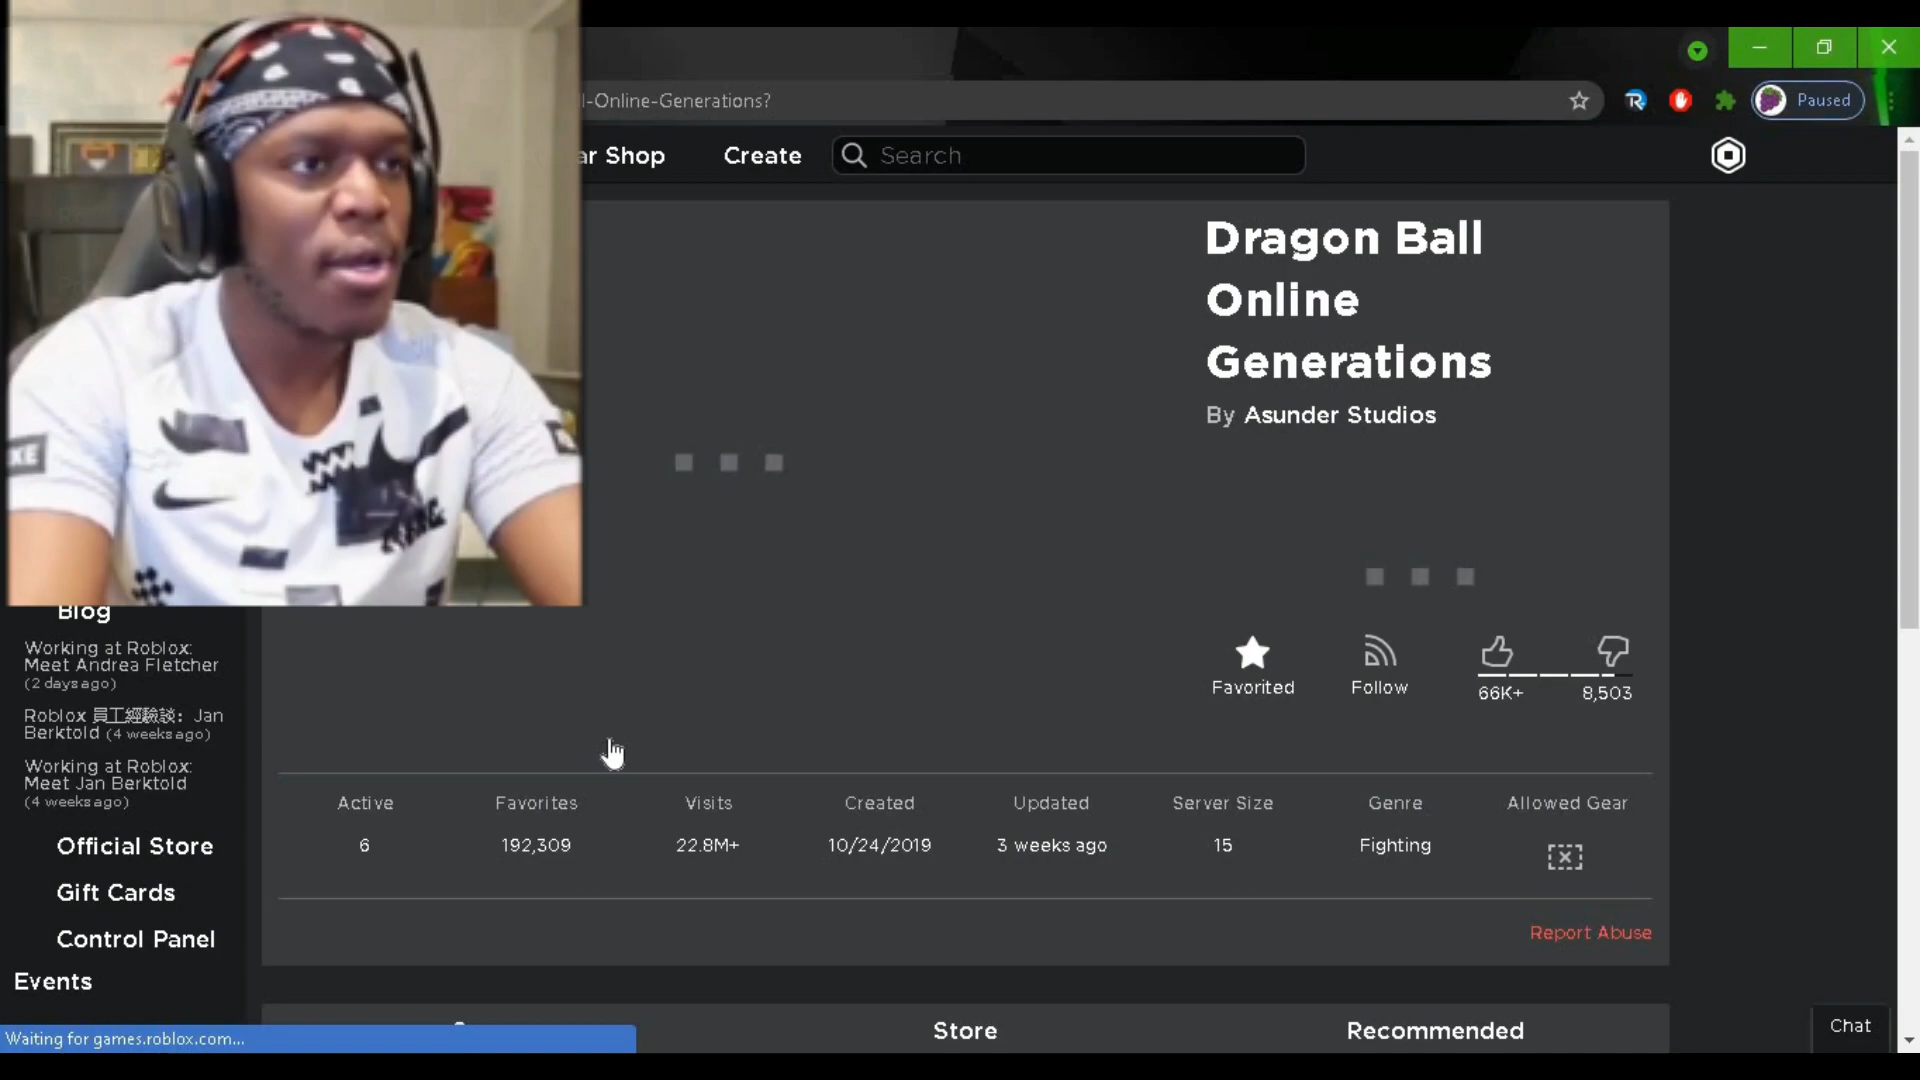 l-Online-Generations?
Paused
ar Shop
Create
Search
Dragon Ball
Online
Generations
By Asunder Studios
Favorited
Follow
66K+
8,503
Blog
Working at Roblox:
Meet Andrea Fletcher
(2 days ago)
Roblox 員工經驗談: Jan
Berktold (4 weeks ago)
Working at Roblox:
Meet Jan Berktold
(4 weeks ago)
Official Store
Gift Cards
Control Panel
Events
Active
Favorites
Visits
Created
Updated
Server Size
Genre
Allowed Gear
6
192,309
22.8M+
10/24/2019
3 weeks ago
15
Fighting
Report Abuse
Store
Recommended
Chat
Waiting for games.roblox.com...